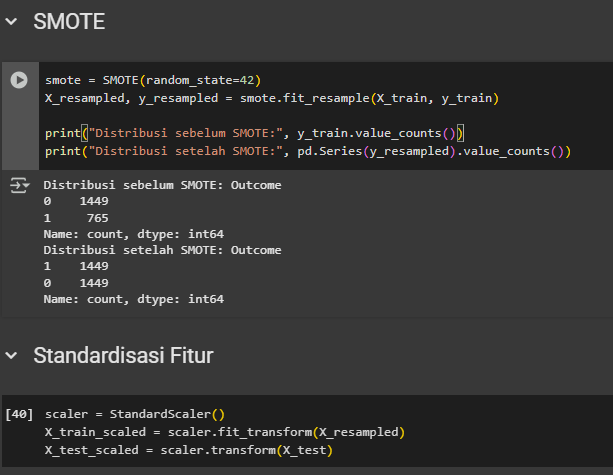 SMOTE
smote = SMOTE(random_state=42)
X_resampled, y_resampled = smote.fit_resample(X_train, y_train)
print("Distribusi sebelum SMOTE:", y_train.value_counts())
print("Distribusi setelah SMOTE:", pd.Series(y_resampled).value_counts())
Distribusi sebelum SMOTE: Outcome
0    1449
1     765
Name: count, dtype: int64
Distribusi setelah SMOTE: Outcome
1    1449
0    1449
Name: count, dtype: int64
Standardisasi Fitur
[40] scaler = StandardScaler()
X_train_scaled = scaler.fit_transform(X_resampled)
X_test_scaled = scaler.transform(X_test)